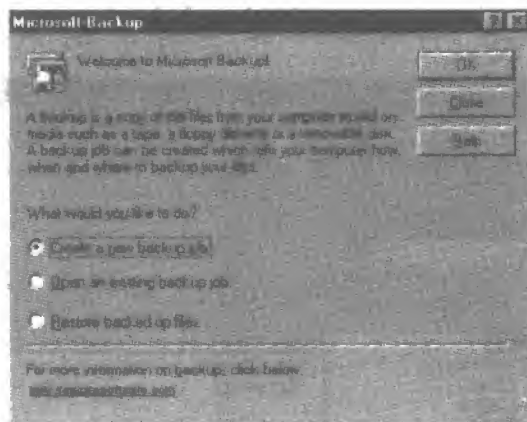 Microsoft Backup
Welcome to Microsoft Backup!
OK
Close
Help
A backup is a copy of the files from your computer stored on
media such as a tape, a floppy diskette or a removable disk.
A backup job can be created which tells your computer how,
when and where to backup your files.
What would you like to do?
Create a new backup job
Open an existing backup job
Restore backed up files
For more information on backup, click below.